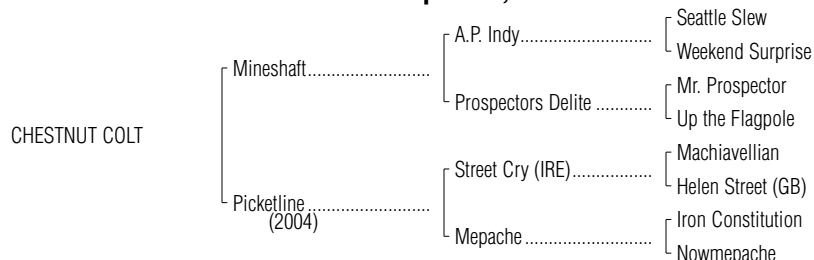 Seattle Slew
A.P. Indy
Weekend Surprise
Mineshaft
Mr. Prospector
Prospectors Delite
Up the Flagpole
CHESTNUT COLT
Machiavellian
Street Cry (IRE)
Helen Street (GB)
Picketline
(2004)
Iron Constitution
Mepache
Nowmepache